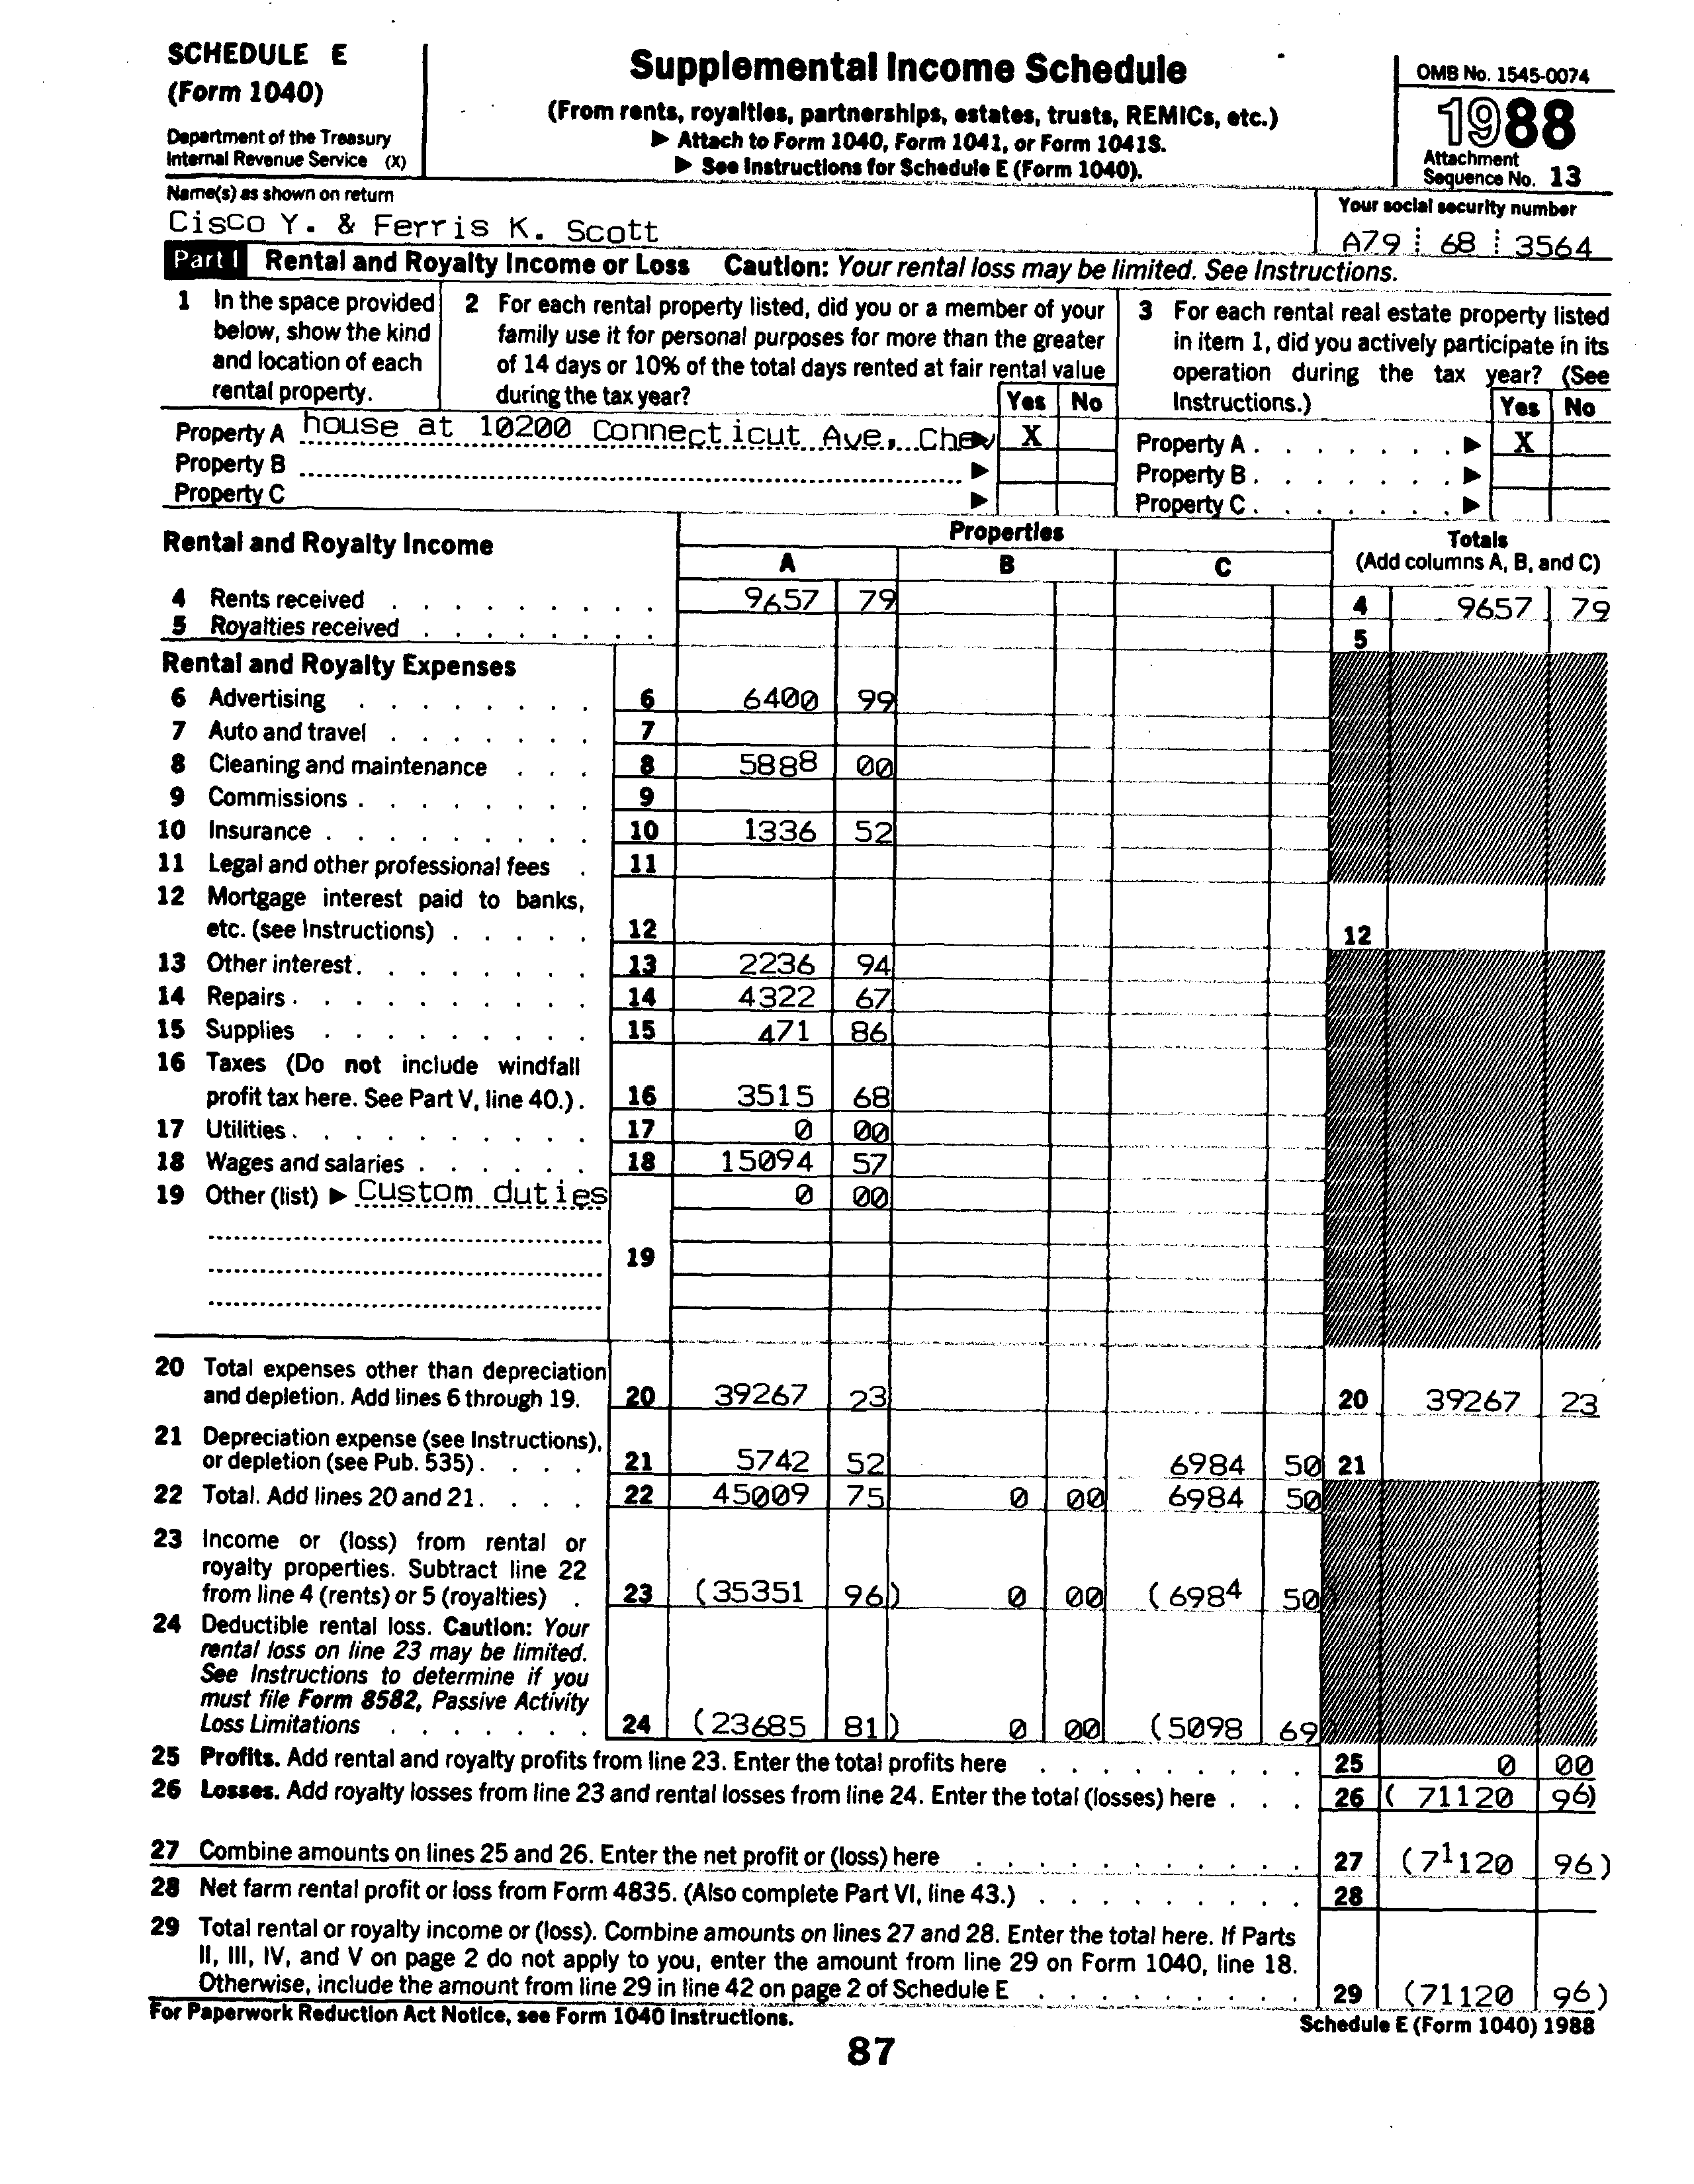 SCHEDULE E
(Form 1040)
Department of the Treasury
Internal Revenue Service (X)
Supplemental Income Schedule
(From rents, royalties, partnerships, estates, trusts, REMICs, etc.)
▶ Attach to Form 1040, Form 1041, or Form 1041S.
▶ See Instructions for Schedule E (Form 1040).
OMB No. 1545-0074
1988
Attachment
Sequence No. 13
Name(s) as shown on return
Cisco Y. & Ferris K. Scott
Your social security number
A79 68 3564
Part I Rental and Royalty Income or Loss Caution: Your rental loss may be limited. See Instructions.
1 In the space provided
below, show the kind
and location of each
rental property.
2 For each rental property listed, did you or a member of your
family use it for personal purposes for more than the greater
of 14 days or 10% of the total days rented at fair rental value
during the tax year?
Yes No
3 For each rental real estate property listed
in item 1, did you actively participate in its
operation during the tax year? (See
Instructions.)
Yes No
Property A house at 10200 Connecticut Ave, Chev ▶ X
Property B ▶
Property C ▶
Property A ▶ X
Property B ▶
Property C ▶
Rental and Royalty Income
Properties
A B C
Totals
(Add columns A, B, and C)
4 Rents received 9657 79 4 9657 79
5 Royalties received 5
Rental and Royalty Expenses
6 Advertising 6 6400 99
7 Auto and travel 7
8 Cleaning and maintenance 8 5888 00
9 Commissions 9
10 Insurance 10 1336 52
11 Legal and other professional fees 11
12 Mortgage interest paid to banks,
etc. (see Instructions) 12 12
13 Other interest 13 2236 94
14 Repairs 14 4322 67
15 Supplies 15 471 86
16 Taxes (Do not include windfall
profit tax here. See Part V, line 40.) 16 3515 68
17 Utilities 17 0 00
18 Wages and salaries 18 15094 57
19 Other (list) ▶ Custom duties 0 00
19
20 Total expenses other than depreciation
and depletion. Add lines 6 through 19. 20 39267 23 20 39267 23
21 Depreciation expense (see Instructions),
or depletion (see Pub. 535) 21 5742 52 6984 50 21
22 Total. Add lines 20 and 21 22 45009 75 0 00 6984 50
23 Income or (loss) from rental or
royalty properties. Subtract line 22
from line 4 (rents) or 5 (royalties) 23 (35351 96) 0 00 (6984 50
24 Deductible rental loss. Caution: Your
rental loss on line 23 may be limited.
See Instructions to determine if you
must file Form 8582, Passive Activity
Loss Limitations 24 (23685 81) 0 00 (5098 69
25 Profits. Add rental and royalty profits from line 23. Enter the total profits here 25 0 00
26 Losses. Add royalty losses from line 23 and rental losses from line 24. Enter the total (losses) here 26 ( 71120 96)
27 Combine amounts on lines 25 and 26. Enter the net profit or (loss) here 27 (71120 96)
28 Net farm rental profit or loss from Form 4835. (Also complete Part VI, line 43.) 28
29 Total rental or royalty income or (loss). Combine amounts on lines 27 and 28. Enter the total here. If Parts
II, III, IV, and V on page 2 do not apply to you, enter the amount from line 29 on Form 1040, line 18.
Otherwise, include the amount from line 29 in line 42 on page 2 of Schedule E 29 (71120 96)
For Paperwork Reduction Act Notice, see Form 1040 Instructions.
Schedule E (Form 1040) 1988
87